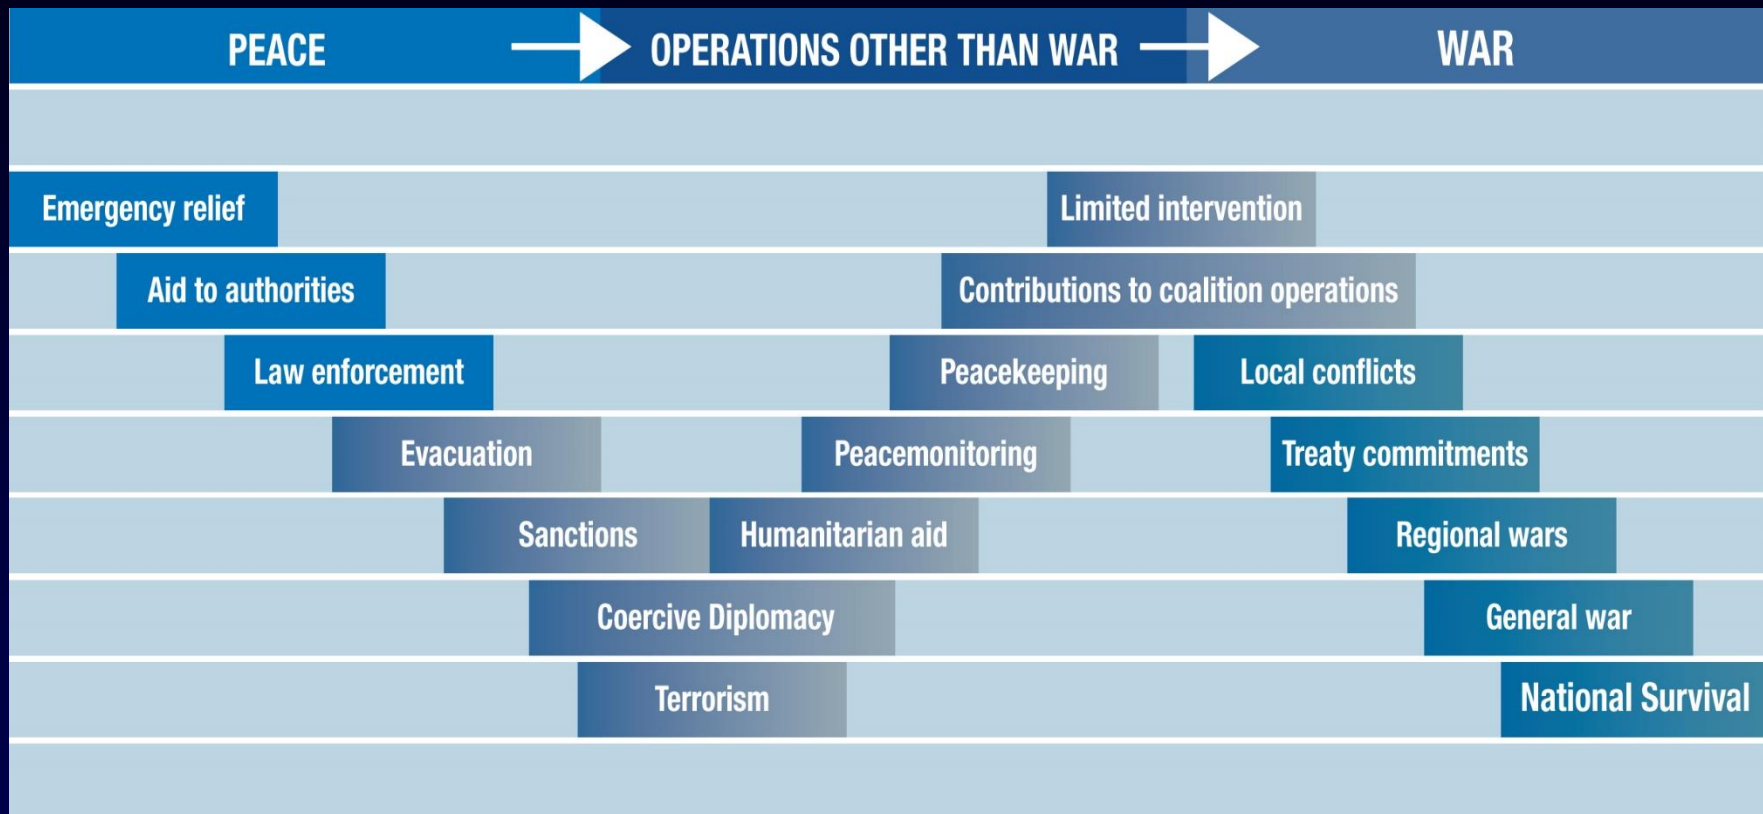 PEACE
OPERATIONS OTHER THAN WAR
WAR
Emergency relief
Limited intervention
Aid to authorities
Contributions to coalition operations
Law enforcement
Peacekeeping
Local conflicts
Evacuation
Peacemonitoring
Treaty commitments
Sanctions
Humanitarian aid
Regional wars
Coercive Diplomacy
General war
Terrorism
National Survival